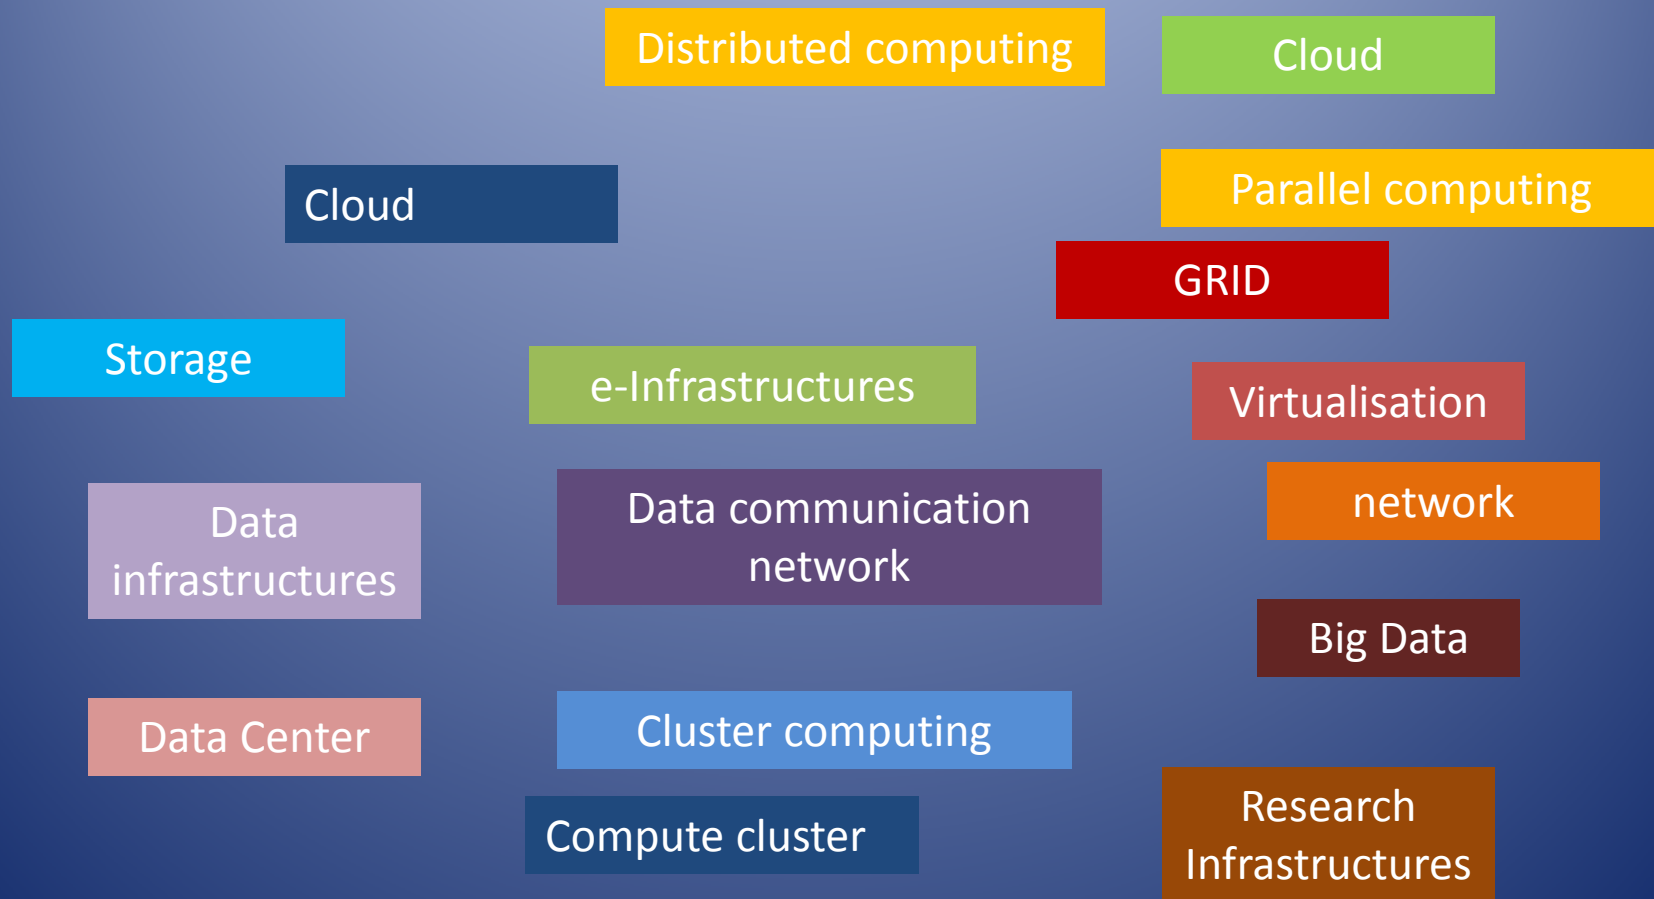 Distributed computing
Cloud
Cloud
Parallel computing
GRID
Storage
e-Infrastructures
Virtualisation
Data
infrastructures
Data communication
network
network
Big Data
Data Center
Cluster computing
Compute cluster
Research
Infrastructures